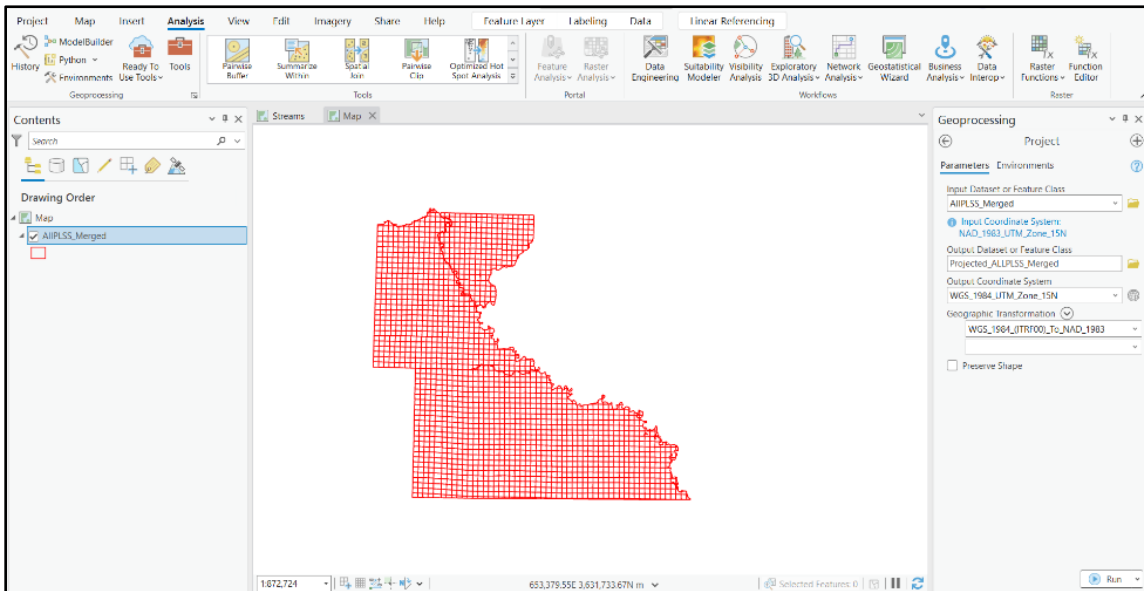 Project Map Insert Analysis View Edit Imagery Share Help Feature Layer Labeling Data Linear Referencing
History
ModelBuilder
Python
Environments
Ready To
Use Tools
Tools
Geoprocessing
Pairwise
Buffer
Summarize
Within
Spatial
Join
Pairwise
Clip
Optimized Hot
Spot Analysis
Tools
Feature
Analysis
Raster
Analysis
Portal
Data
Engineering
Suitability
Modeler
Visibility
Analysis
Exploratory
3D Analysis
Network
Analysis
Geostatistical
Wizard
Business
Analysis
Data
Interop
Workflows
Raster
Functions
Function
Editor
Raster
Contents
Search
Drawing Order
Map
AllPLSS_Merged
Streams Map
1:872,724
653,379.55E 3,631,733.67N m
Selected Features: 0
Geoprocessing
Project
Parameters Environments
Input Dataset or Feature Class
AllPLSS_Merged
Input Coordinate System:
NAD_1983_UTM_Zone_15N
Output Dataset or Feature Class
Projected_ALLPLSS_Merged
Output Coordinate System
WGS_1984_UTM_Zone_15N
Geographic Transformation
WGS_1984_(ITRF00)_To_NAD_1983
Preserve Shape
Run